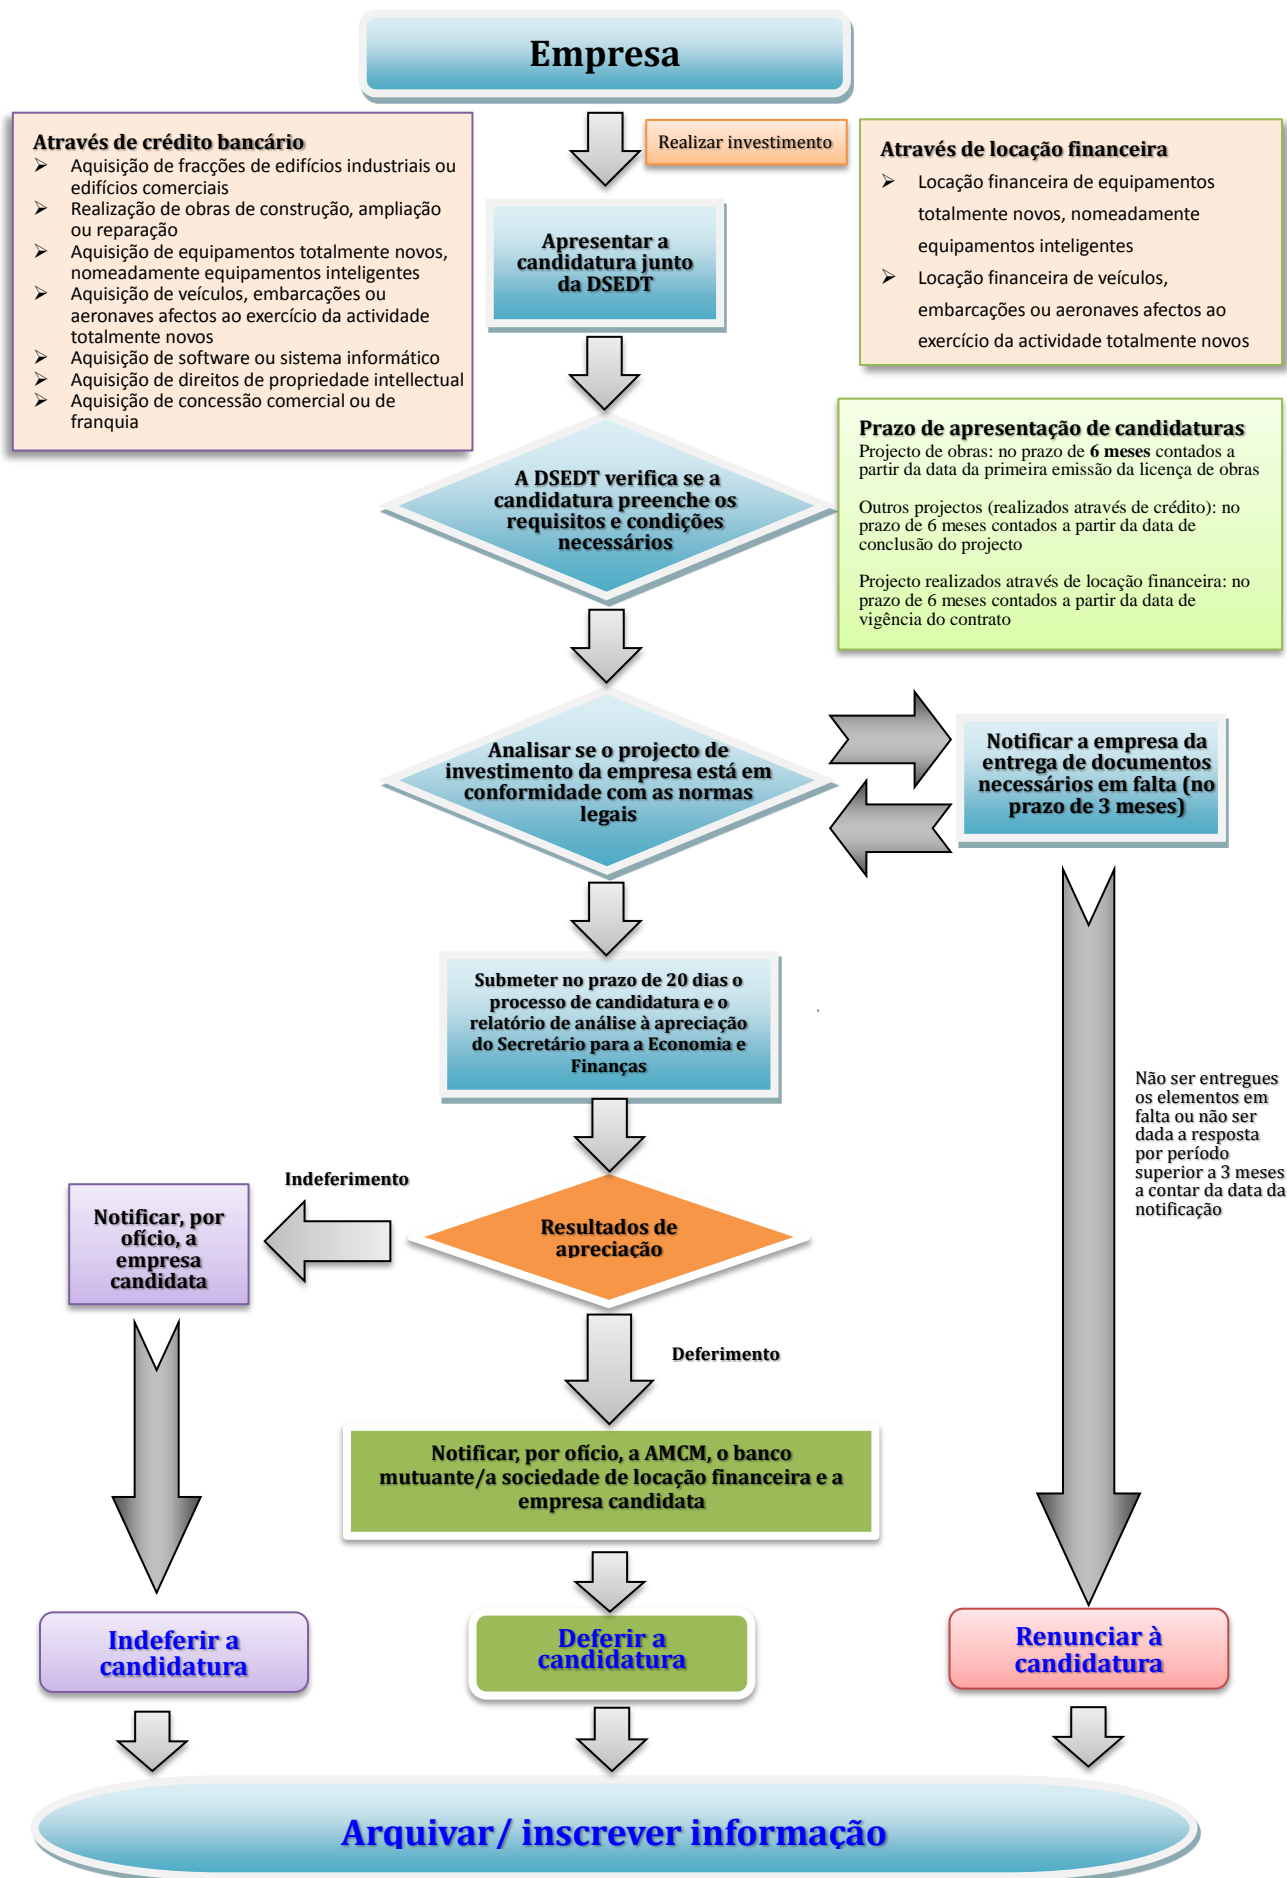 Empresa
Realizar investimento
Através de crédito bancário
➢ Aquisição de fracções de edifícios industriais ou
edifícios comerciais
➢ Realização de obras de construção, ampliação
ou reparação
➢ Aquisição de equipamentos totalmente novos,
nomeadamente equipamentos inteligentes
➢ Aquisição de veículos, embarcações ou
aeronaves afectos ao exercício da actividade
totalmente novos
➢ Aquisição de software ou sistema informático
➢ Aquisição de direitos de propriedade intellectual
➢ Aquisição de concessão comercial ou de
franquia
Através de locação financeira
➢ Locação financeira de equipamentos
totalmente novos, nomeadamente
equipamentos inteligentes
➢ Locação financeira de veículos,
embarcações ou aeronaves afectos ao
exercício da actividade totalmente novos
Apresentar a
candidatura junto
da DSEDT
Prazo de apresentação de candidaturas
Projecto de obras: no prazo de 6 meses contados a
partir da data da primeira emissão da licença de obras
Outros projectos (realizados através de crédito): no
prazo de 6 meses contados a partir da data de
conclusão do projecto
Projecto realizados através de locação financeira: no
prazo de 6 meses contados a partir da data de
vigência do contrato
A DSEDT verifica se a
candidatura preenche os
requisitos e condições
necessários
Analisar se o projecto de
investimento da empresa está em
conformidade com as normas
legais
Notificar a empresa da
entrega de documentos
necessários em falta (no
prazo de 3 meses)
Submeter no prazo de 20 dias o
processo de candidatura e o
relatório de análise à apreciação
do Secretário para a Economia e
Finanças
Não ser entregues
os elementos em
falta ou não ser
dada a resposta
por período
superior a 3 meses
a contar da data da
notificação
Indeferimento
Resultados de
apreciação
Notificar, por
ofício, a
empresa
candidata
Deferimento
Notificar, por ofício, a AMCM, o banco
mutuante/a sociedade de locação financeira e a
empresa candidata
Indeferir a
candidatura
Deferir a
candidatura
Renunciar à
candidatura
Arquivar/ inscrever informação